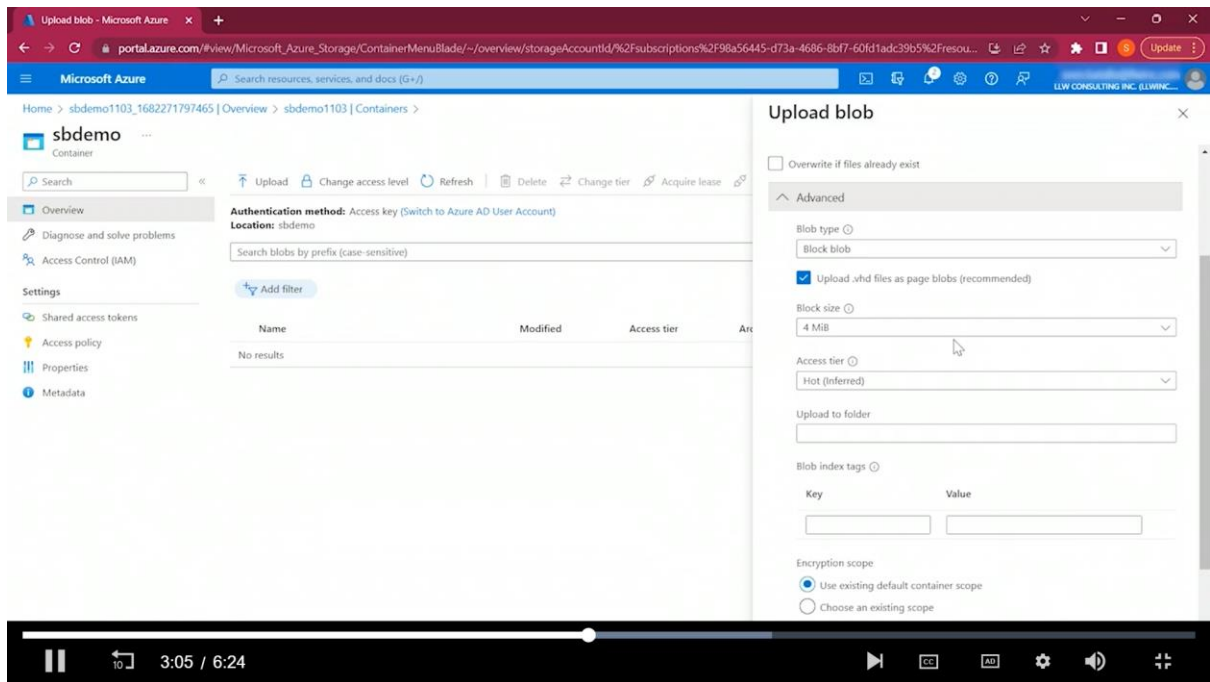 Upload blob - Microsoft Azure
portal.azure.com/#view/Microsoft_Azure_Storage/ContainerMenuBlade/~/overview/storageAccountId/%2Fsubscriptions%2F98a56445-d73a-4686-8bf7-60fd1adc39b5%2Fresou...
S
Update
Microsoft Azure
Search resources, services, and docs (G+/)
LLW CONSULTING INC. (LLWINC....
Home > sbdemo1103_1682271797465 | Overview > sbdemo1103 | Containers >
sbdemo ...
Container
Search
«
Overview
Diagnose and solve problems
Access Control (IAM)
Settings
Shared access tokens
Access policy
Properties
Metadata
Upload
Change access level
Refresh
Delete
Change tier
Acquire lease
Authentication method: Access key (Switch to Azure AD User Account)
Location: sbdemo
Search blobs by prefix (case-sensitive)
Add filter
Name Modified Access tier Arc
No results
Upload blob
Overwrite if files already exist
Advanced
Blob type
Block blob
Upload .vhd files as page blobs (recommended)
Block size
4 MiB
Access tier
Hot (Inferred)
Upload to folder
Blob index tags
Key Value
Encryption scope
Use existing default container scope
Choose an existing scope
10
3:05 / 6:24
CC
AD